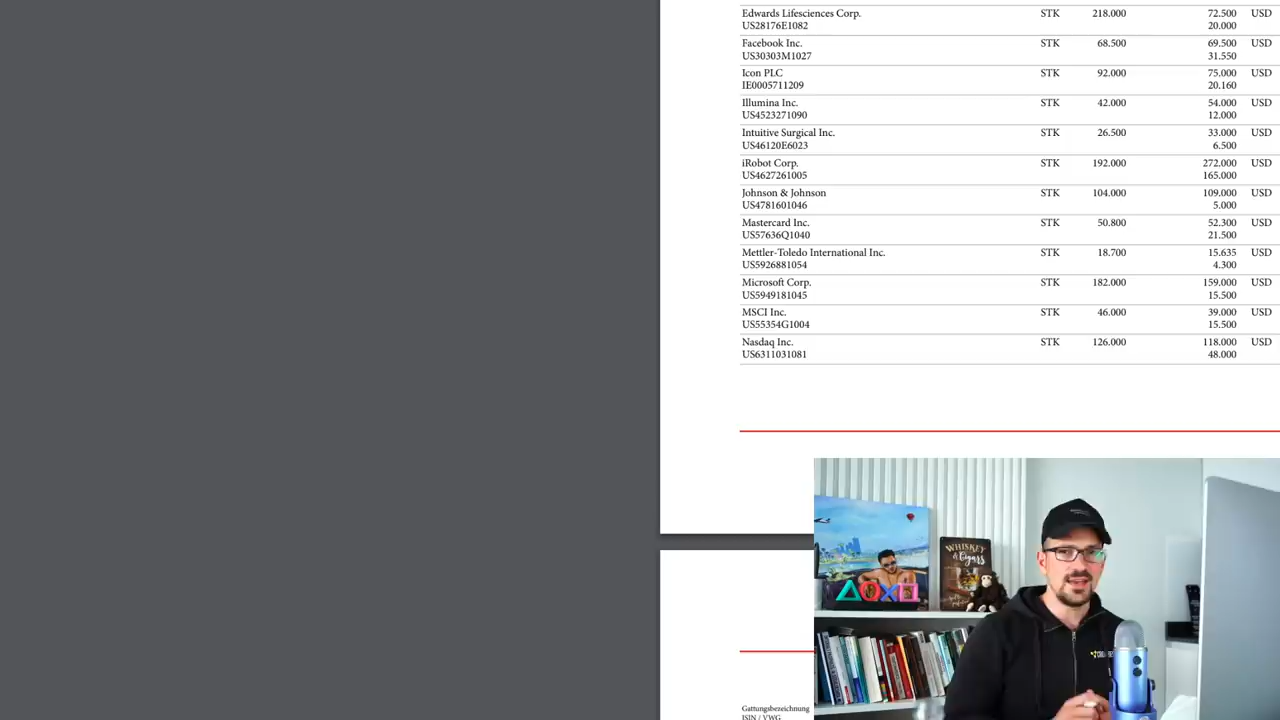 Edwards Lifesciences Corp. STK 218.000 72.500 USD
US28176E1082 20.000
Facebook Inc. STK 68.500 69.500 USD
US30303M1027 31.550
Icon PLC STK 92.000 75.000 USD
IE0005711209 20.160
Illumina Inc. STK 42.000 54.000 USD
US4523271090 12.000
Intuitive Surgical Inc. STK 26.500 33.000 USD
US46120E6023 6.500
iRobot Corp. STK 192.000 272.000 USD
US4627261005 165.000
Johnson & Johnson STK 104.000 109.000 USD
US4781601046 5.000
Mastercard Inc. STK 50.800 52.300 USD
US57636Q1040 21.500
Mettler-Toledo International Inc. STK 18.700 15.635 USD
US5926881054 4.300
Microsoft Corp. STK 182.000 159.000 USD
US5949181045 15.500
MSCI Inc. STK 46.000 39.000 USD
US55354G1004 15.500
Nasdaq Inc. STK 126.000 118.000 USD
US6311031081 48.000
WHISKEY
& Cigars
Gattungsbezeichnung
ISIN / VWG